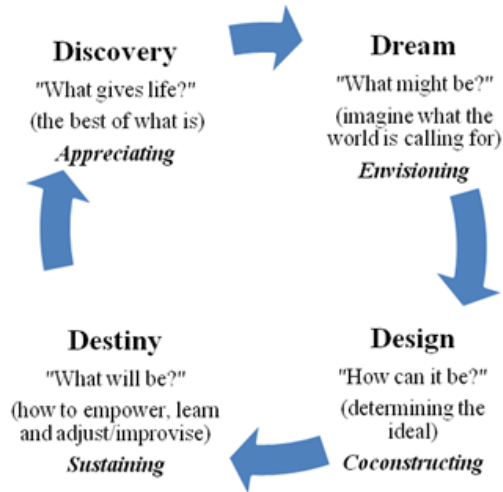 Discovery
"What gives life?"
(the best of what is)
Appreciating
Dream
"What might be?"
(imagine what the
world is calling for)
Envisioning
Design
"How can it be?"
(determining the
ideal)
Coconstructing
Destiny
"What will be?"
(how to empower, learn
and adjust/improvise)
Sustaining